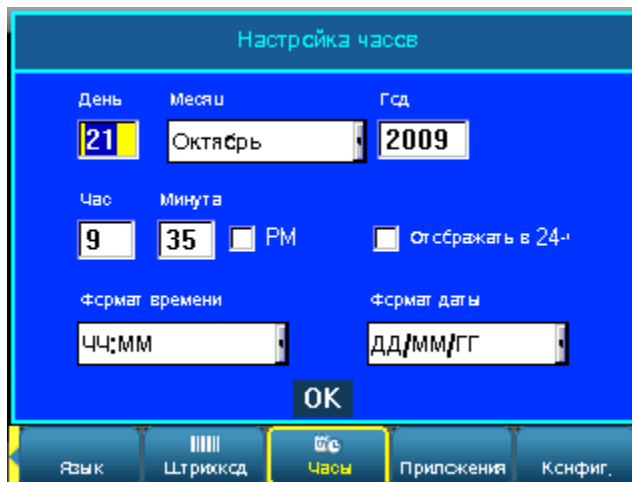 Настройка часов
День Месяц Год
21 Октябрь 2009
Час Минута
9 35 PM Отображать в 24-ч
Формат времени Формат даты
ЧЧ:ММ ДД/ММ/ГГ
OK
Язык Штрихкод Часы Приложения Конфиг.